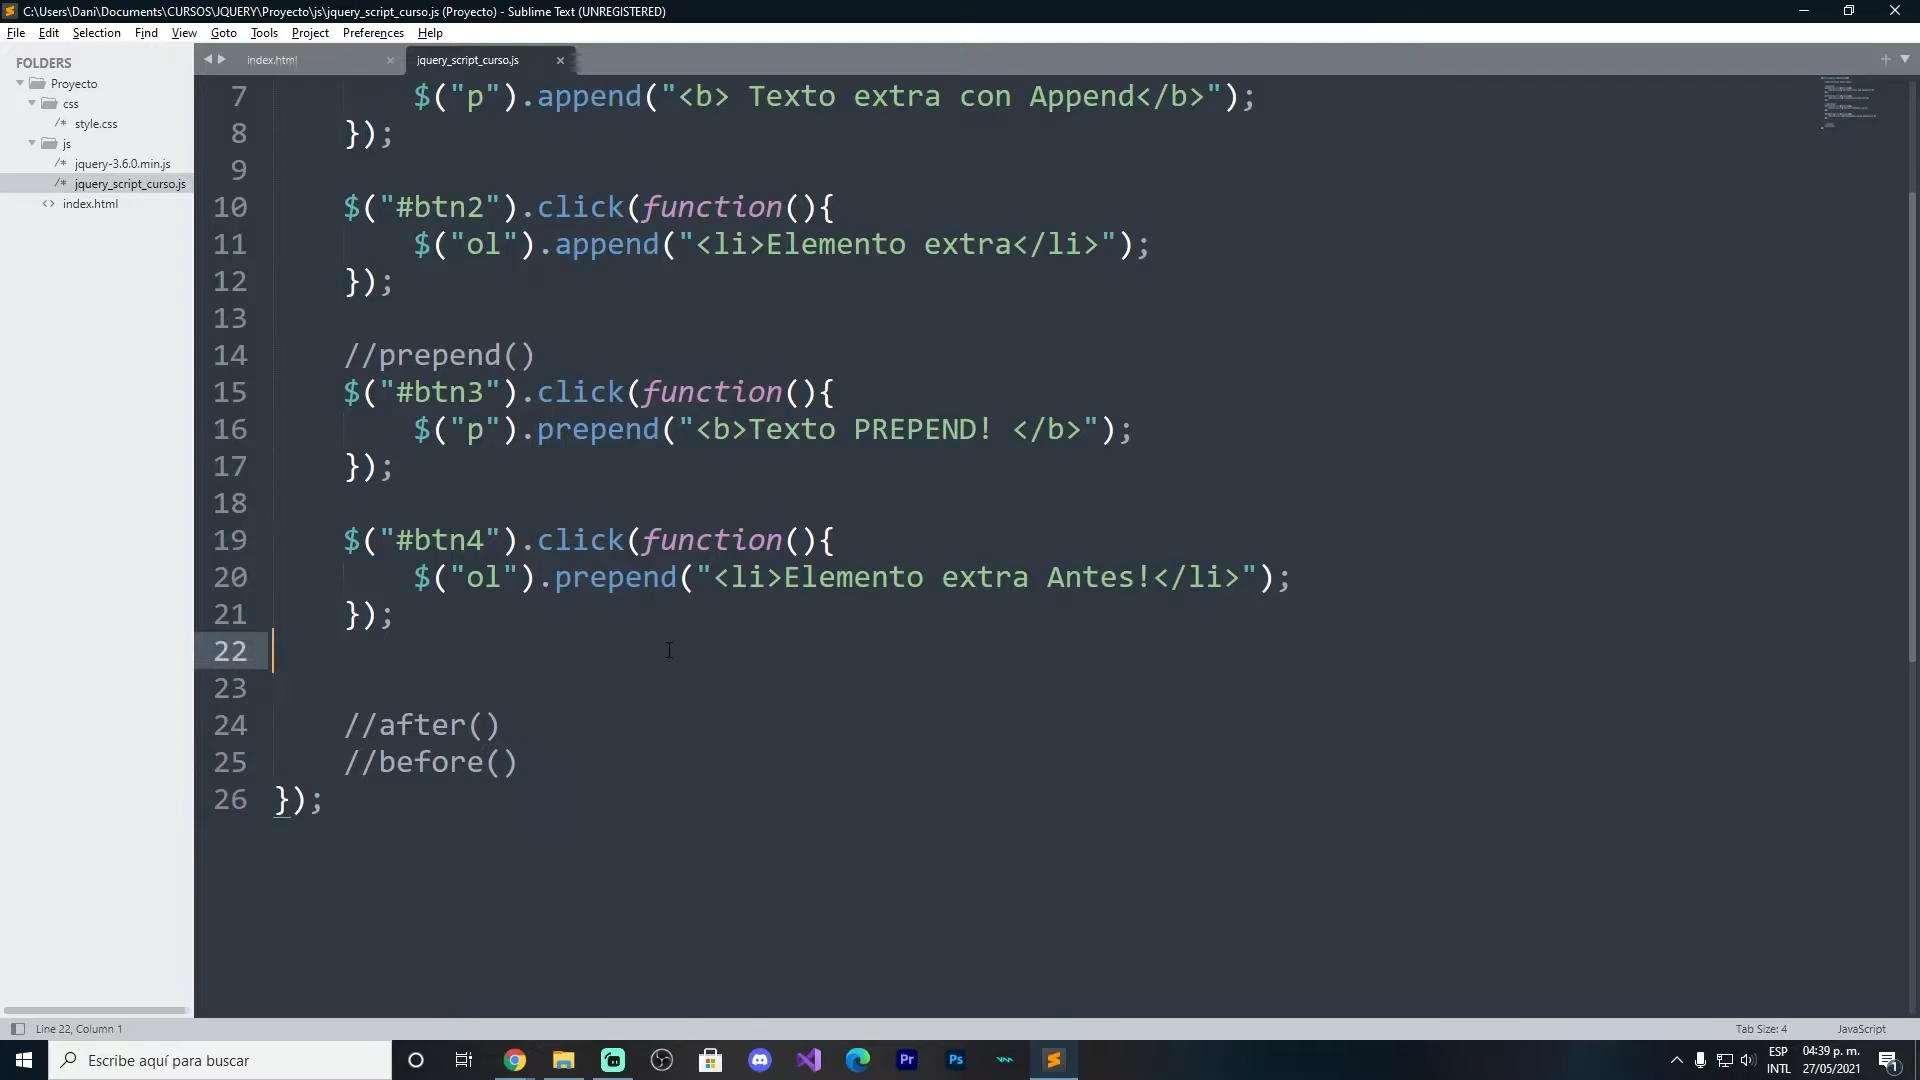 C:\Users\Dani\Documents\CURSOS\JQUERY\Proyecto\js\jquery_script_curso.js (Proyecto) - Sublime Text (UNREGISTERED)
File Edit Selection Find View Goto Tools Project Preferences Help
FOLDERS
Proyecto
css
/* style.css
js
/* jquery-3.6.0.min.js
/* jquery_script_curso.js
<> index.html
index.html
jquery_script_curso.js
7 $("p").append("<b> Texto extra con Append</b>");
8 });
9
10 $("#btn2").click(function(){
11 $("ol").append("<li>Elemento extra</li>");
12 });
13
14 //prepend()
15 $("#btn3").click(function(){
16 $("p").prepend("<b>Texto PREPEND! </b>");
17 });
18
19 $("#btn4").click(function(){
20 $("ol").prepend("<li>Elemento extra Antes!</li>");
21 });
22
23
24 //after()
25 //before()
26 });
Line 22, Column 1
Tab Size: 4
JavaScript
Escribe aquí para buscar
Pr
Ps
ESP
INTL
04:39 p. m.
27/05/2021
1